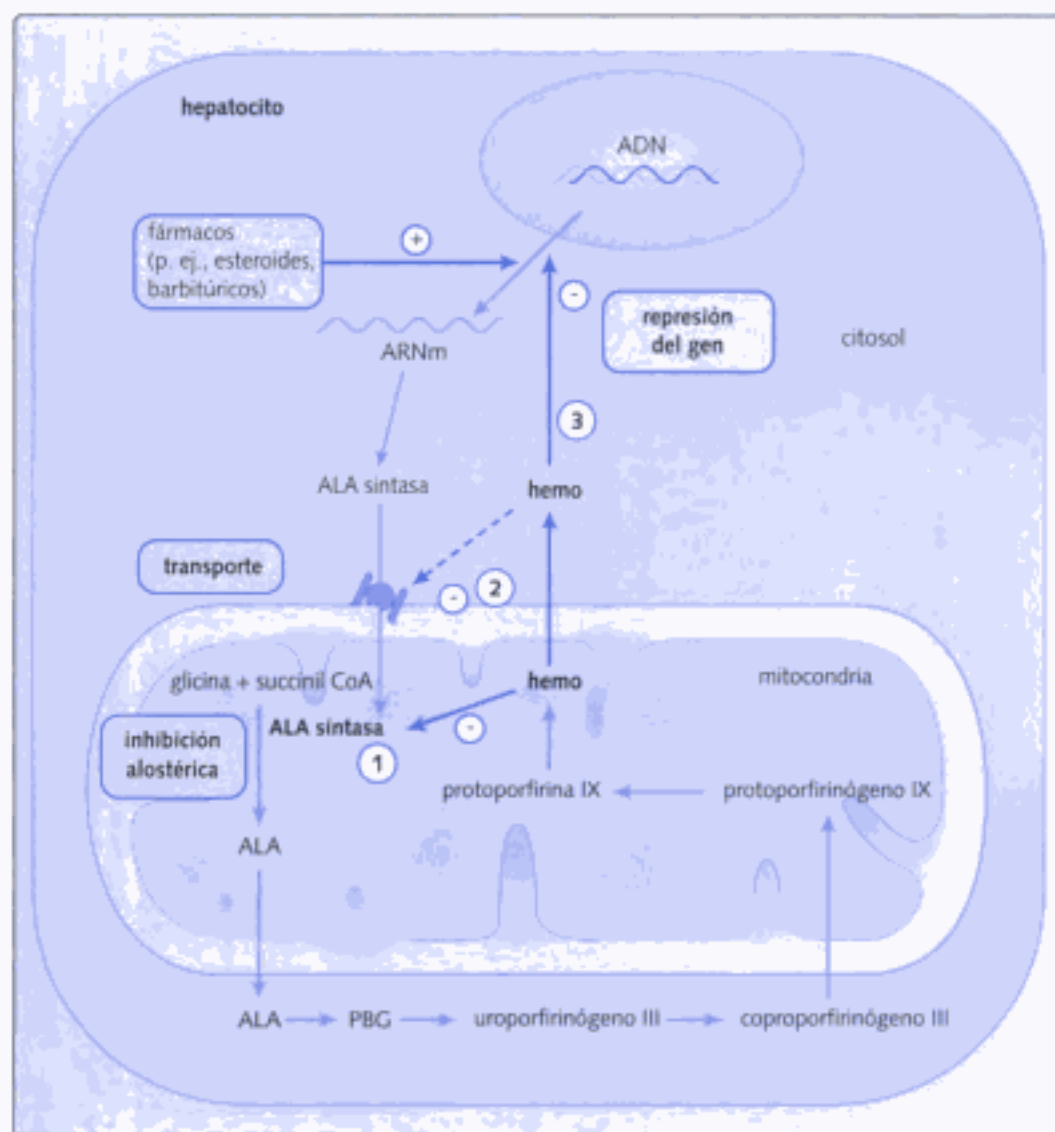 hepatocito
ADN
fármacos
(p. ej., esteroides,
barbitúricos)
+
-
represión
del gen
citosol
ARNm
3
ALA sintasa
hemo
transporte
- 2
glicina + succinil CoA
hemo
mitocondria
ALA sintasa
-
inhibición
alostérica
1
protoporfirina IX
protoporfirinógeno IX
ALA
ALA
PBG
uroporfirinógeno III
coproporfirinógeno III